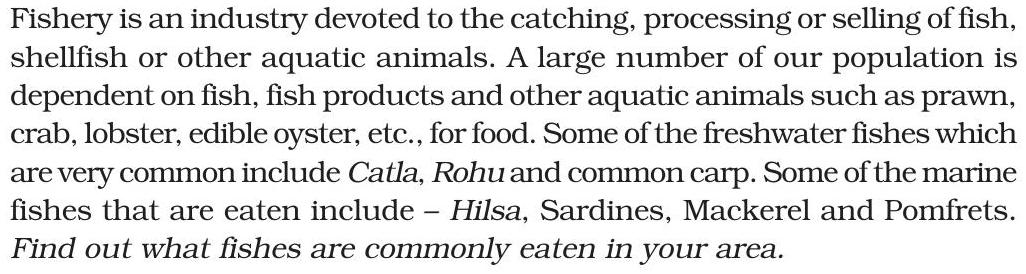 Fishery is an industry devoted to the catching, processing or selling of fish,
shellfish or other aquatic animals. A large number of our population is
dependent on fish, fish products and other aquatic animals such as prawn,
crab, lobster, edible oyster, etc., for food. Some of the freshwater fishes which
are very common include Catla, Rohu and common carp. Some of the marine
fishes that are eaten include – Hilsa, Sardines, Mackerel and Pomfrets.
Find out what fishes are commonly eaten in your area.